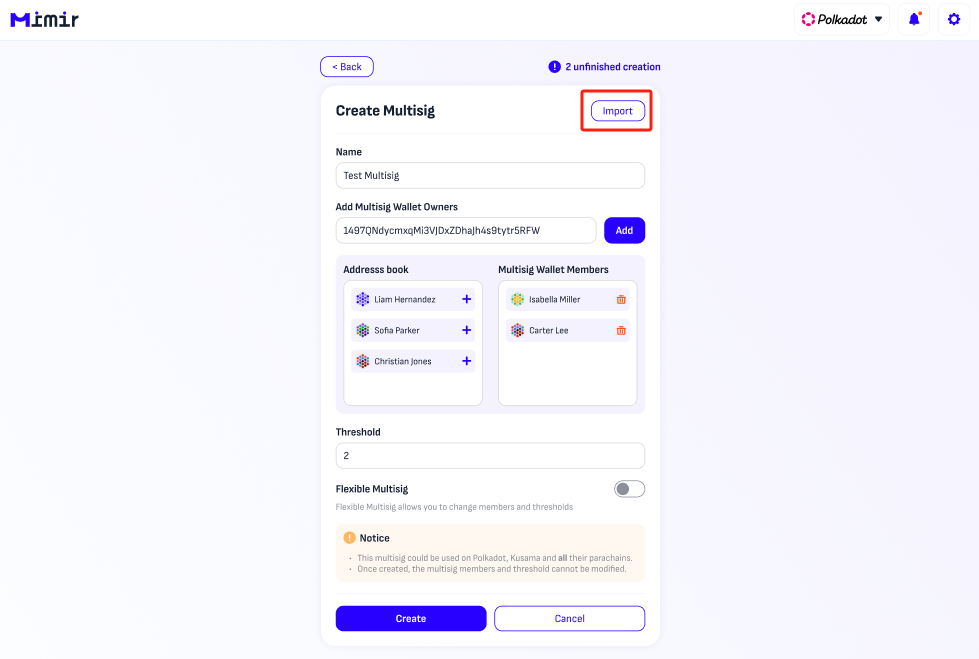 Mimir
Polkadot
< Back
2 unfinished creation
Create Multisig
Import
Name
Test Multisig
Add Multisig Wallet Owners
1497QNdycmxqMi3VJDxZDhaJh4s9tytr5RFW
Add
Addresss book
Multisig Wallet Members
Liam Hernandez
Isabella Miller
Sofia Parker
Carter Lee
Christian Jones
Threshold
2
Flexible Multisig
Flexible Multisig allows you to change members and thresholds
Notice
· This multisig could be used on Polkadot, Kusama and all their parachains.
· Once created, the multisig members and threshold cannot be modified.
Create
Cancel